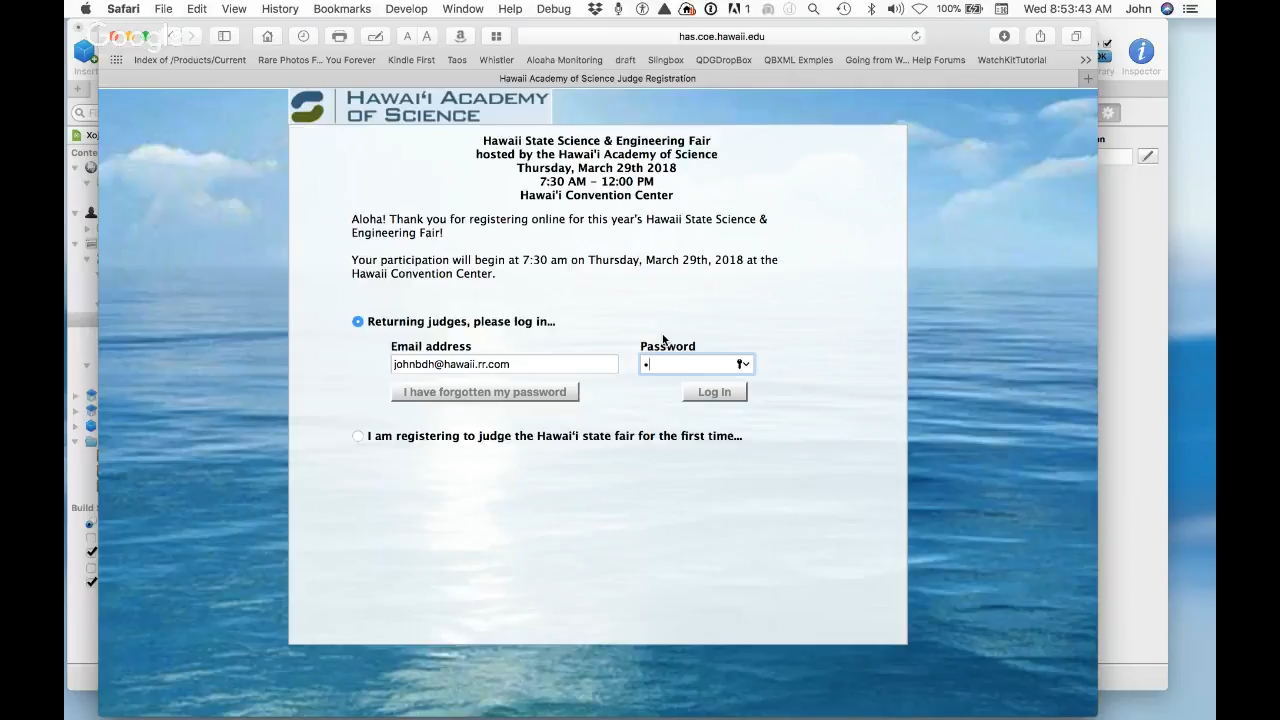 Safari File Edit View History Bookmarks Develop Window Help Debug 1 100% Wed 8:53:43 AM John
Google
has.coe.hawaii.edu
Insert
Inspector
Index of /Products/Current Rare Photos F... You Forever Kindle First Taos Whistler Aloaha Monitoring draft Slingbox QDGDropBox QBXML Examples Going from W... Help Forums WatchKitTutorial
Hawaii Academy of Science Judge Registration
HAWAI'I ACADEMY
OF SCIENCE
Xo
Conte
Hawaii State Science & Engineering Fair
hosted by the Hawai'i Academy of Science
Thursday, March 29th 2018
7:30 AM – 12:00 PM
Hawai'i Convention Center
Aloha! Thank you for registering online for this year's Hawaii State Science &
Engineering Fair!
Your participation will begin at 7:30 am on Thursday, March 29th, 2018 at the
Hawaii Convention Center.
Returning judges, please log in...
Email address Password
johnbdh@hawaii.rr.com •
I have forgotten my password Log In
I am registering to judge the Hawai'i state fair for the first time...
Build S